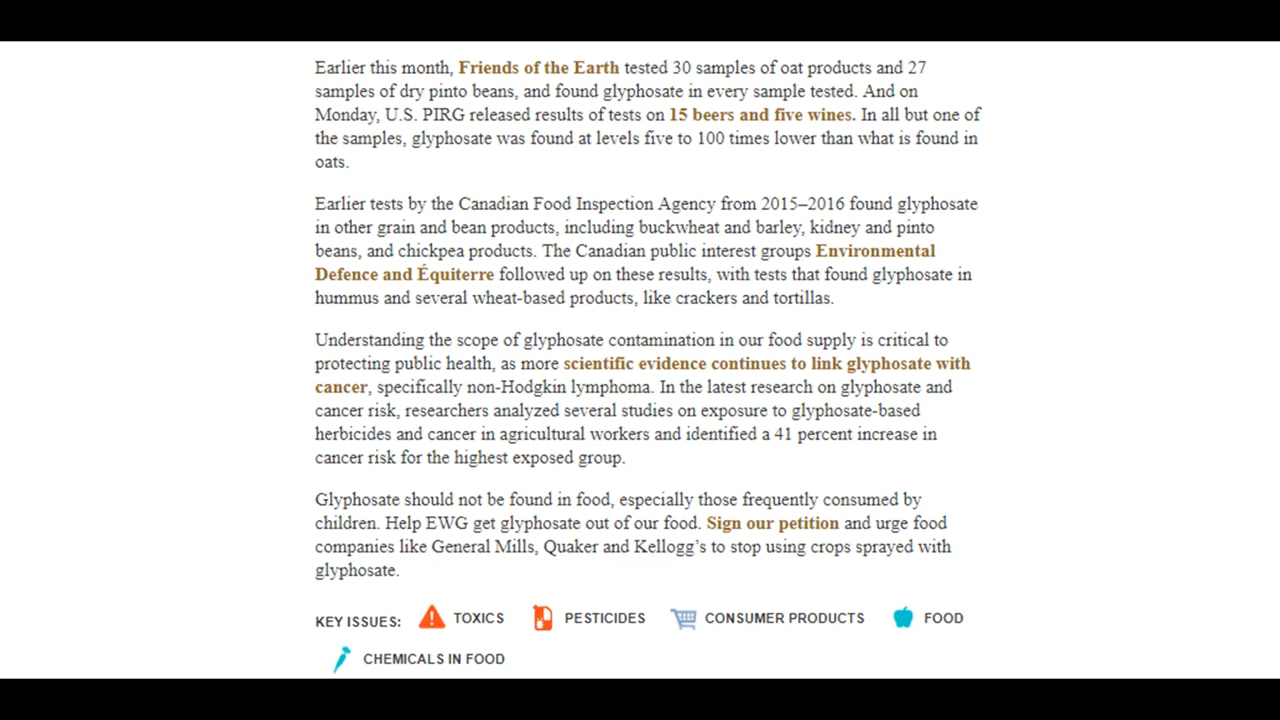 Earlier this month, Friends of the Earth tested 30 samples of oat products and 27
samples of dry pinto beans, and found glyphosate in every sample tested. And on
Monday, U.S. PIRG released results of tests on 15 beers and five wines. In all but one of
the samples, glyphosate was found at levels five to 100 times lower than what is found in
oats.
Earlier tests by the Canadian Food Inspection Agency from 2015–2016 found glyphosate
in other grain and bean products, including buckwheat and barley, kidney and pinto
beans, and chickpea products. The Canadian public interest groups Environmental
Defence and Équiterre followed up on these results, with tests that found glyphosate in
hummus and several wheat-based products, like crackers and tortillas.
Understanding the scope of glyphosate contamination in our food supply is critical to
protecting public health, as more scientific evidence continues to link glyphosate with
cancer, specifically non-Hodgkin lymphoma. In the latest research on glyphosate and
cancer risk, researchers analyzed several studies on exposure to glyphosate-based
herbicides and cancer in agricultural workers and identified a 41 percent increase in
cancer risk for the highest exposed group.
Glyphosate should not be found in food, especially those frequently consumed by
children. Help EWG get glyphosate out of our food. Sign our petition and urge food
companies like General Mills, Quaker and Kellogg’s to stop using crops sprayed with
glyphosate.
KEY ISSUES: TOXICS PESTICIDES CONSUMER PRODUCTS FOOD
CHEMICALS IN FOOD